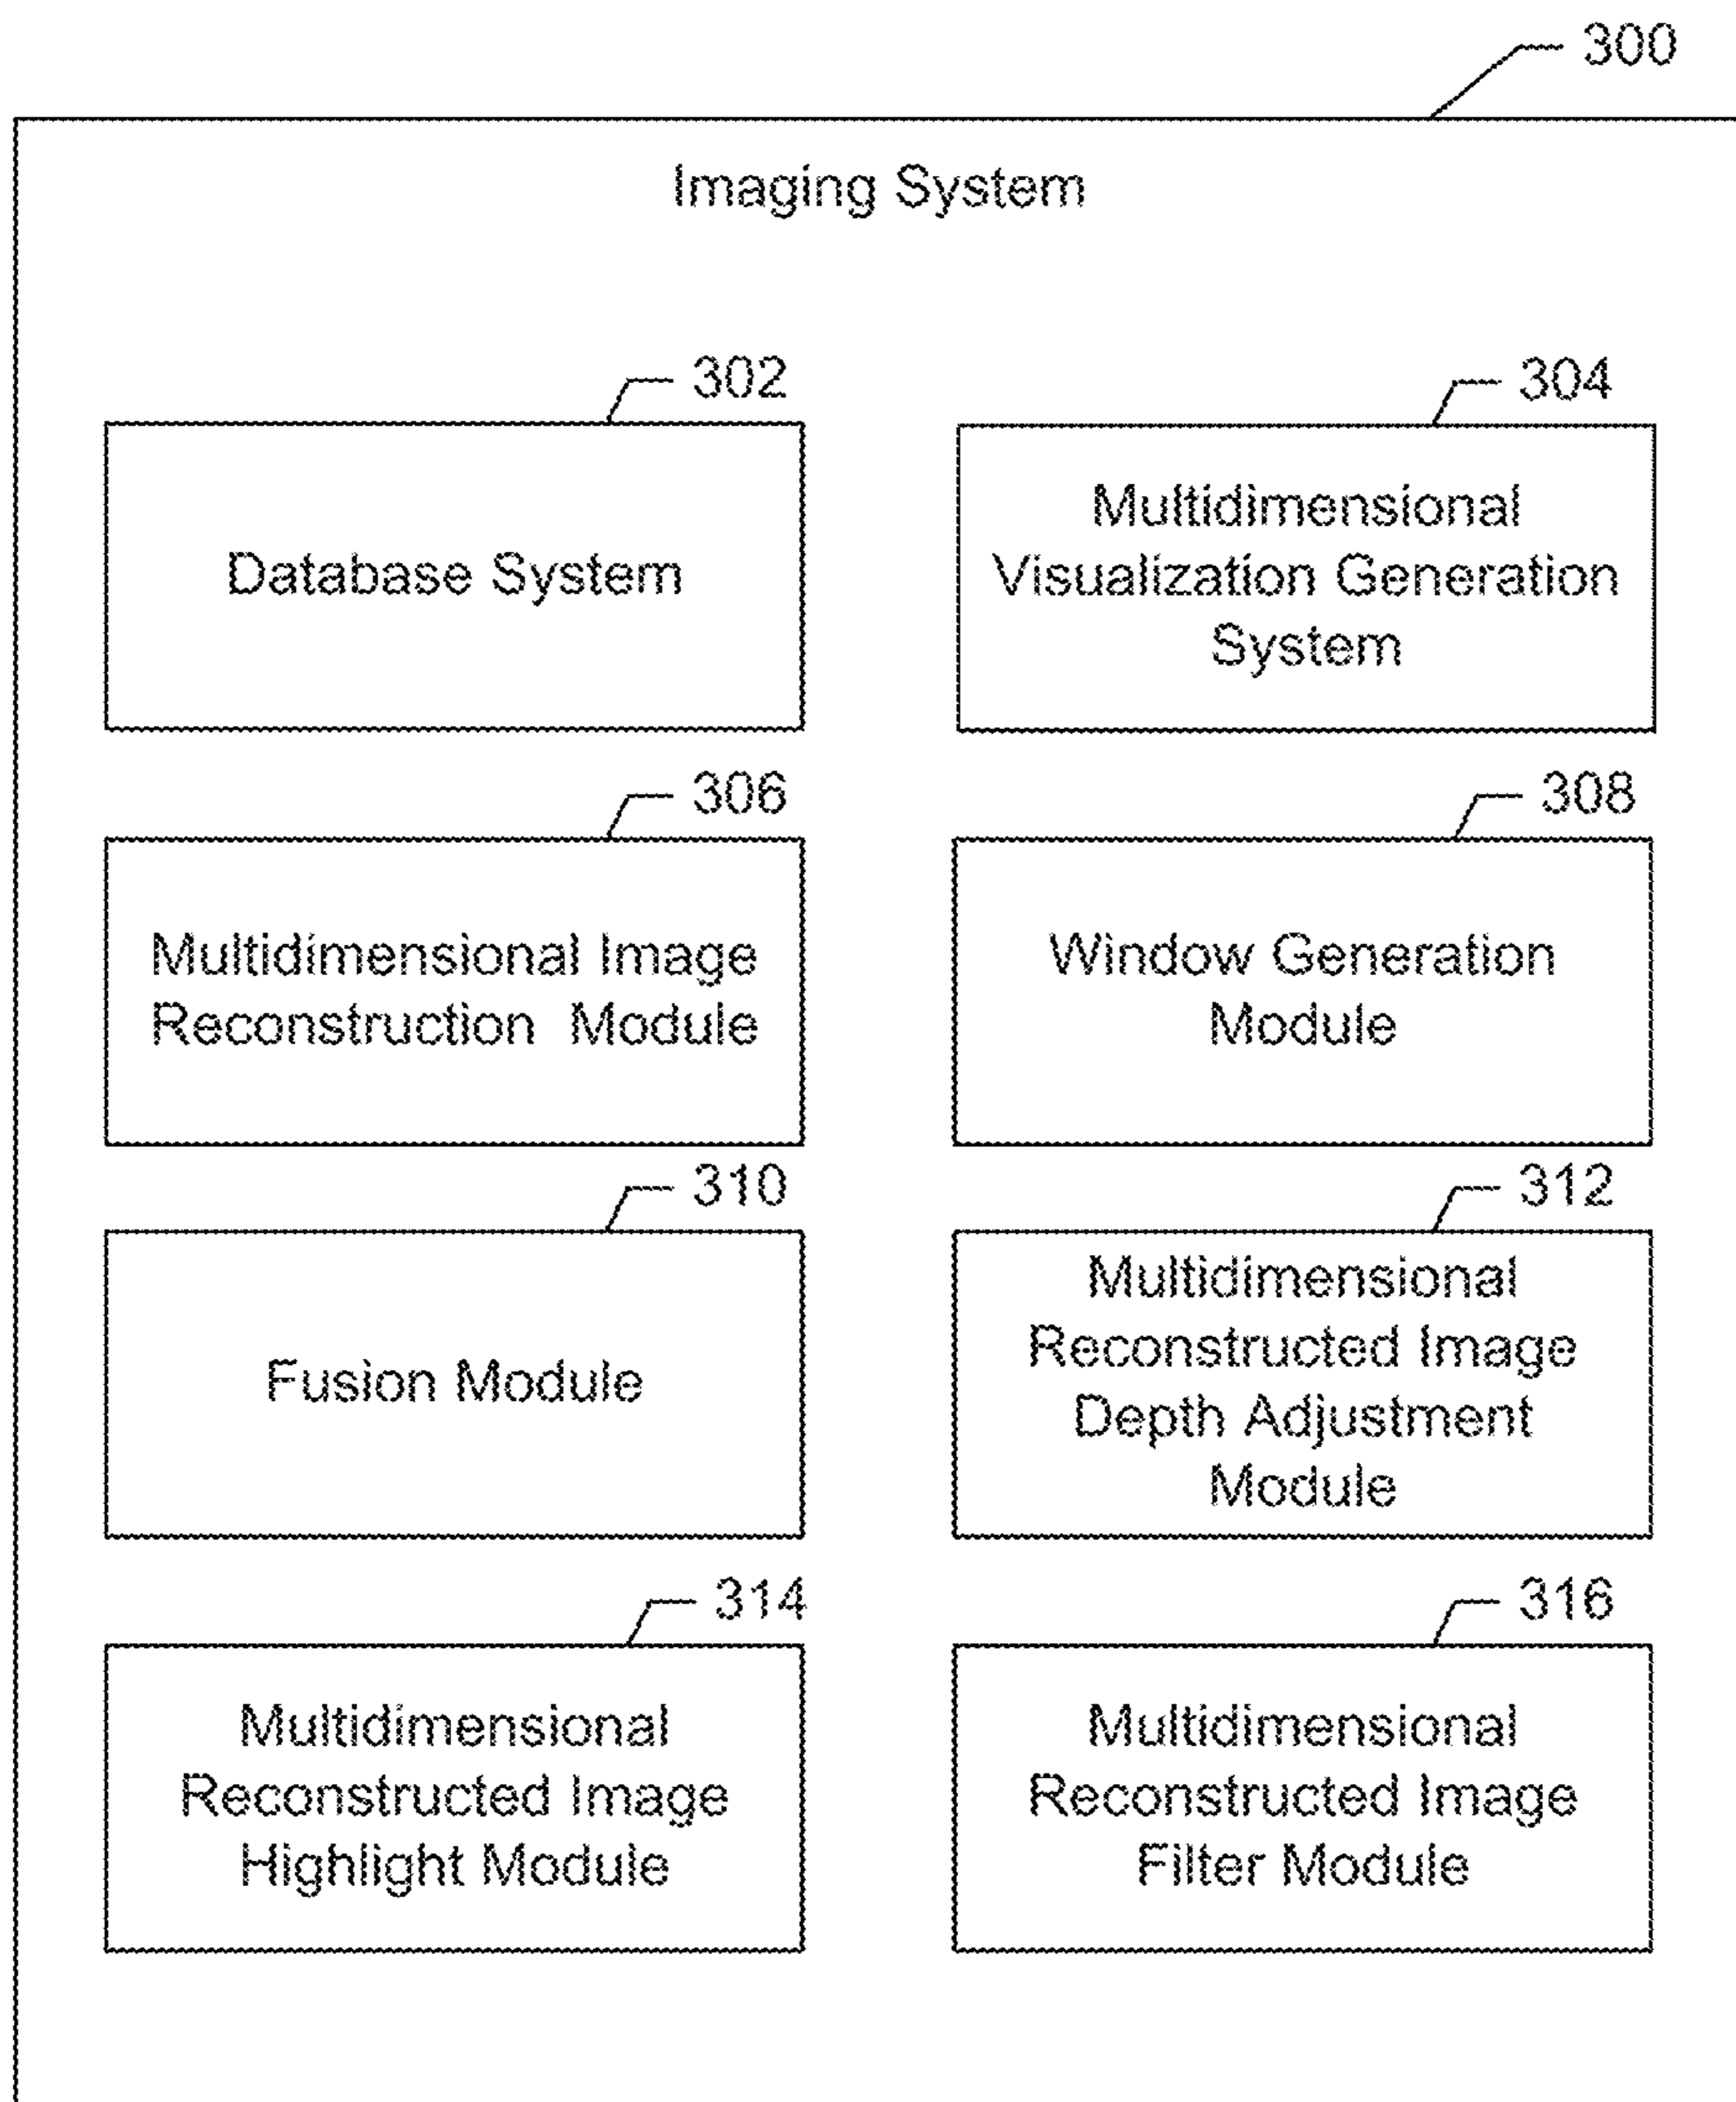 300
Imaging System
302
304
Database System
Multidimensional
Visualization Generation
System
306
308
Multidimensional Image
Reconstruction Module
Window Generation
Module
310
312
Fusion Module
Multidimensional
Reconstructed Image
Depth Adjustment
Module
314
316
Multidimensional
Reconstructed Image
Highlight Module
Multidimensional
Reconstructed Image
Filter Module